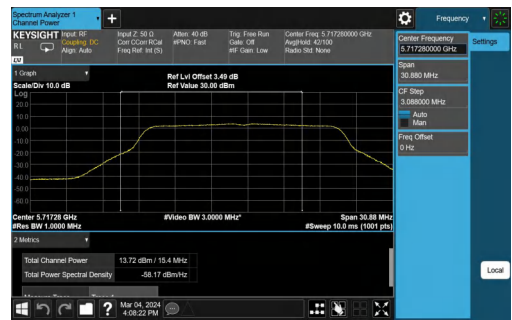 Spectrum Analyzer 1
Channel Power
+
Frequency
KEYSIGHT
RL
Input: RF
Coupling: DC
Align: Auto
Input Z: 50 Ω
Corr CCorr RCal
Freq Ref: Int (S)
Atten: 40 dB
#PNO: Fast
Trig: Free Run
Gate: Off
#IF Gain: Low
Center Freq: 5.717280000 GHz
Avg|Hold: 42/100
Radio Std: None
LV
1 Graph
Scale/Div 10.0 dB
Ref Lvl Offset 3.49 dB
Ref Value 30.00 dBm
Log
20.0
10.0
0.00
-10.0
-20.0
-30.0
-40.0
-50.0
-60.0
Center 5.71728 GHz
#Res BW 1.0000 MHz
#Video BW 3.0000 MHz*
Span 30.88 MHz
#Sweep 10.0 ms (1001 pts)
2 Metrics
Total Channel Power 13.72 dBm / 15.4 MHz
Total Power Spectral Density -58.17 dBm/Hz
Mar 04, 2024
4:08:22 PM
?
Center Frequency
5.717280000 GHz
Settings
Span
30.880 MHz
CF Step
3.088000 MHz
Auto
Man
Freq Offset
0 Hz
Local